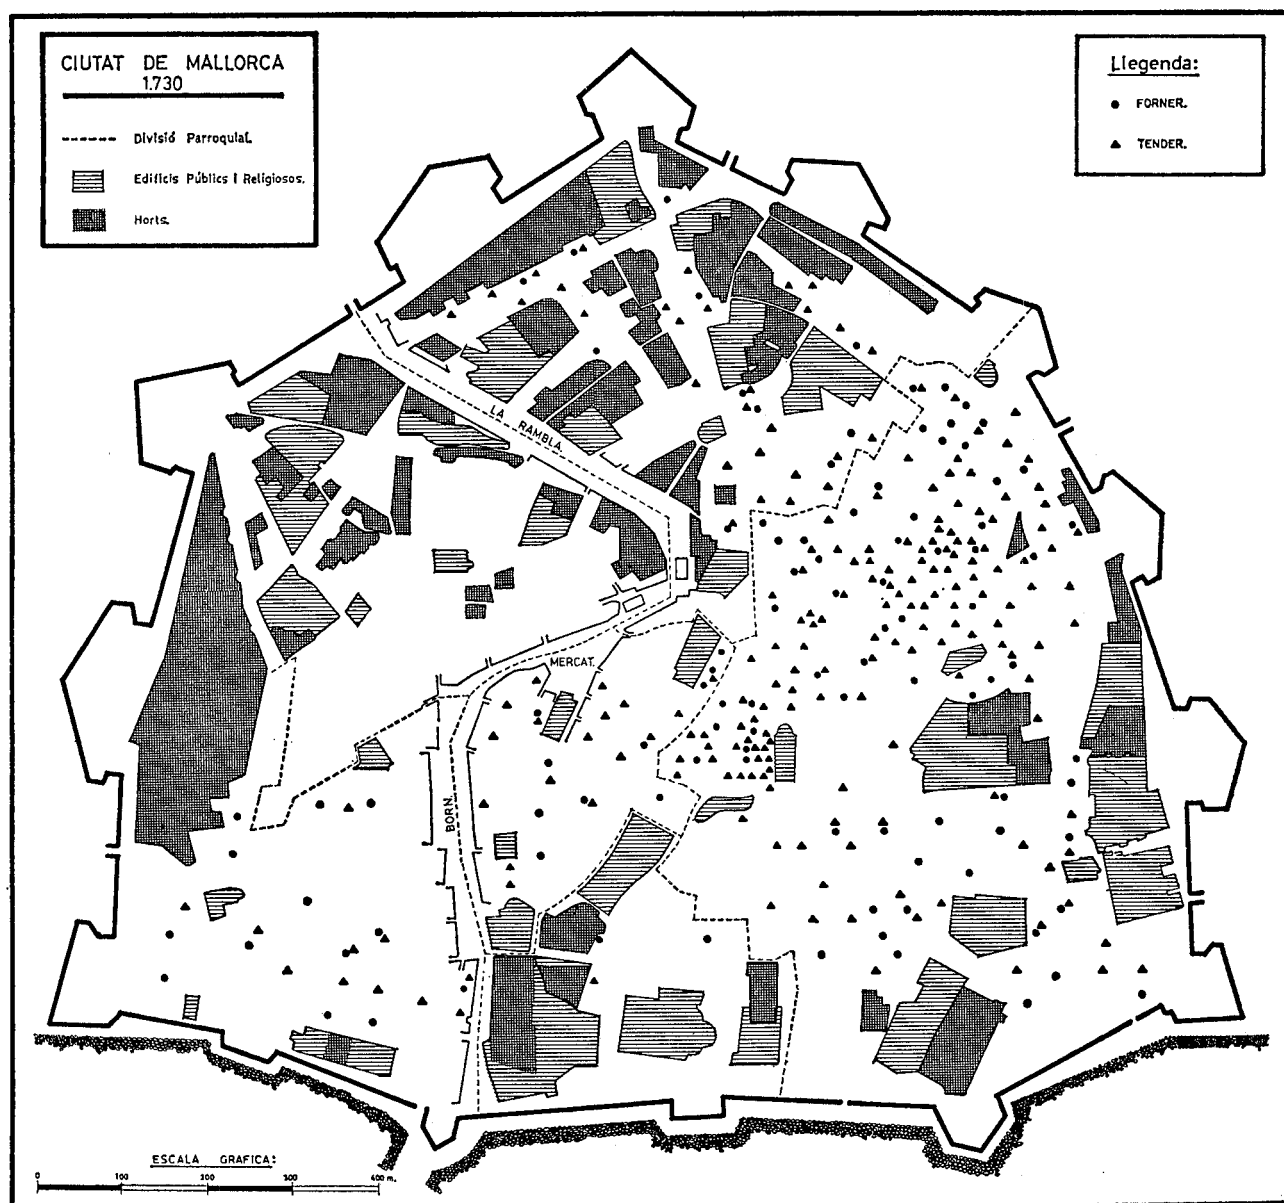 CIUTAT DE MALLORCA
1.730
Divisió Parroquial.
Edificis Públics i Religiosos.
Horts.
Llegenda:
FORNER.
TENDER.
LA RAMBLA.
MERCAT.
BORN.
ESCALA GRAFICA:
0 100 200 300 400 m.